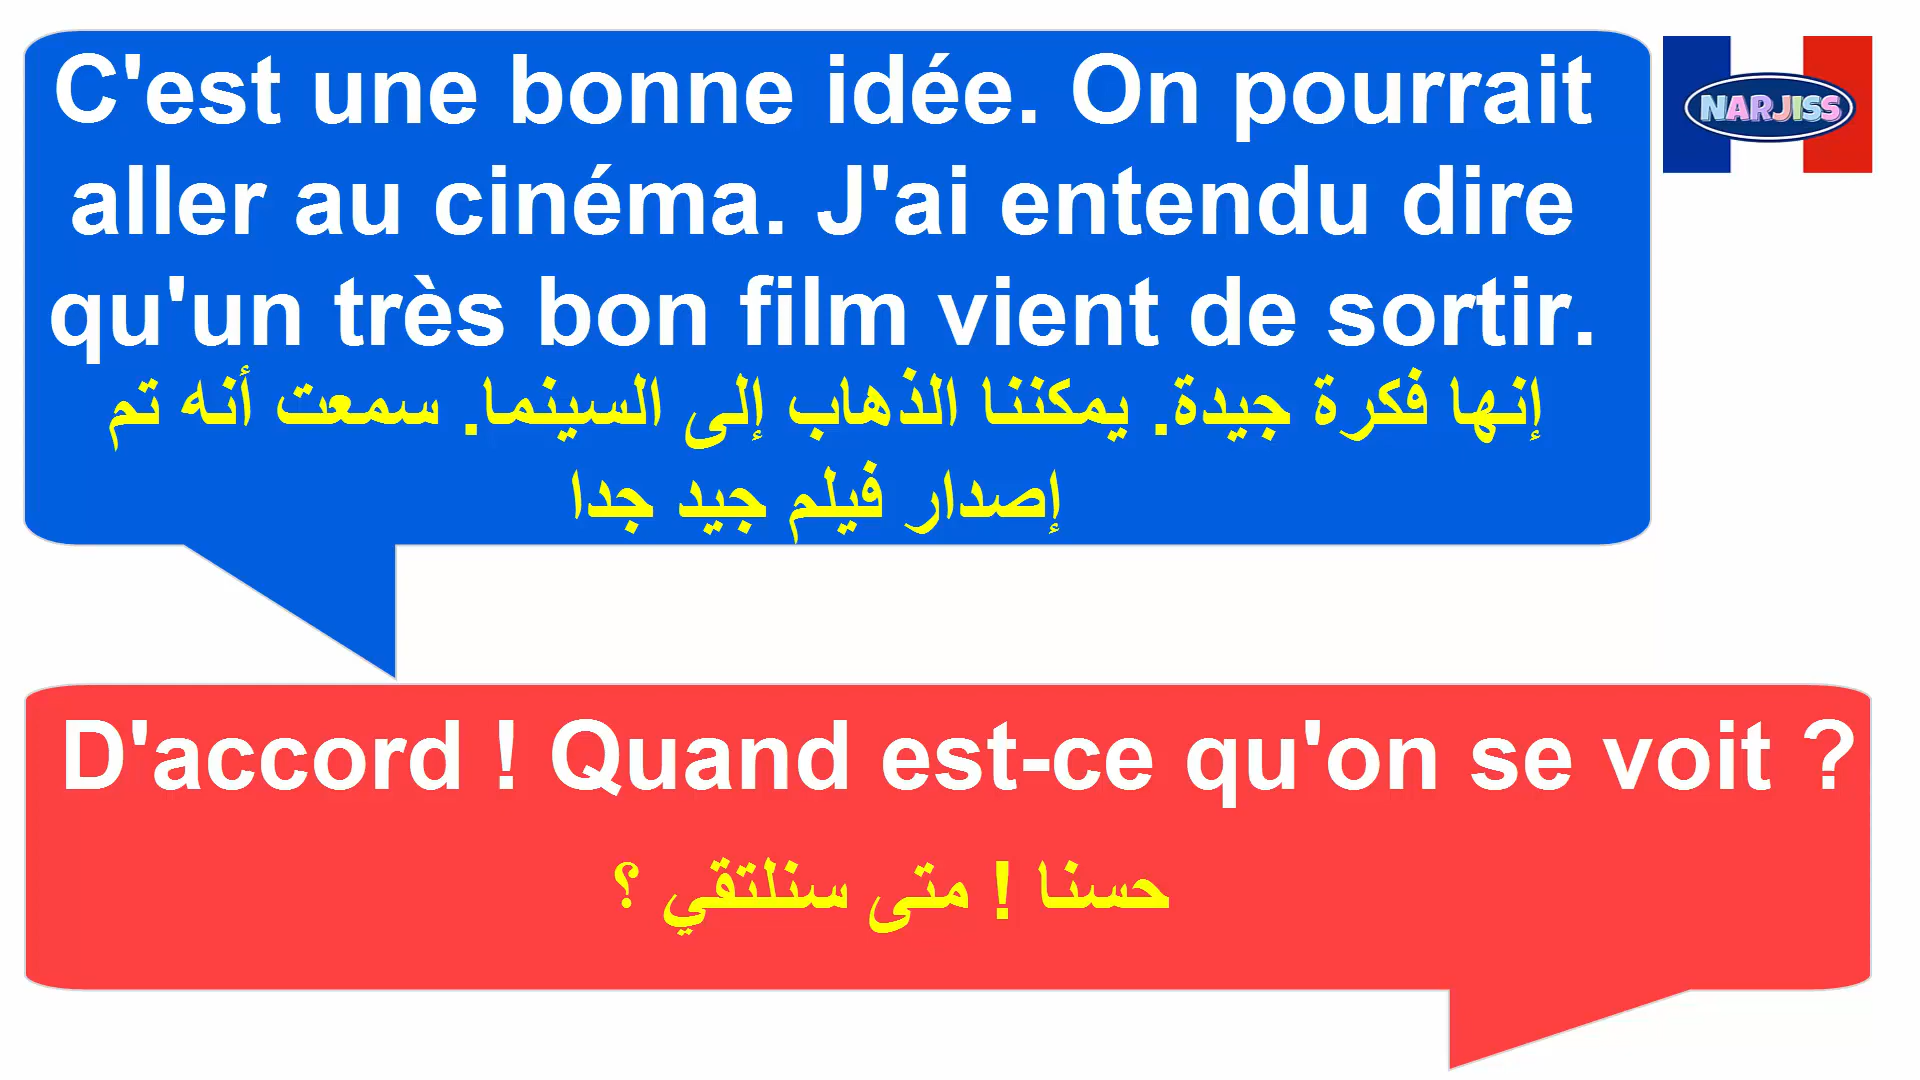 C'est une bonne idée. On pourrait
aller au cinéma. J'ai entendu dire
qu'un très bon film vient de sortir.
إنها فكرة جيدة. يمكننا الذهاب إلى السينما. سمعت أنه تم
إصدار فيلم جيد جدا
NARJISS
D'accord ! Quand est-ce qu'on se voit ?
حسنا ! متى سنلتقي ؟